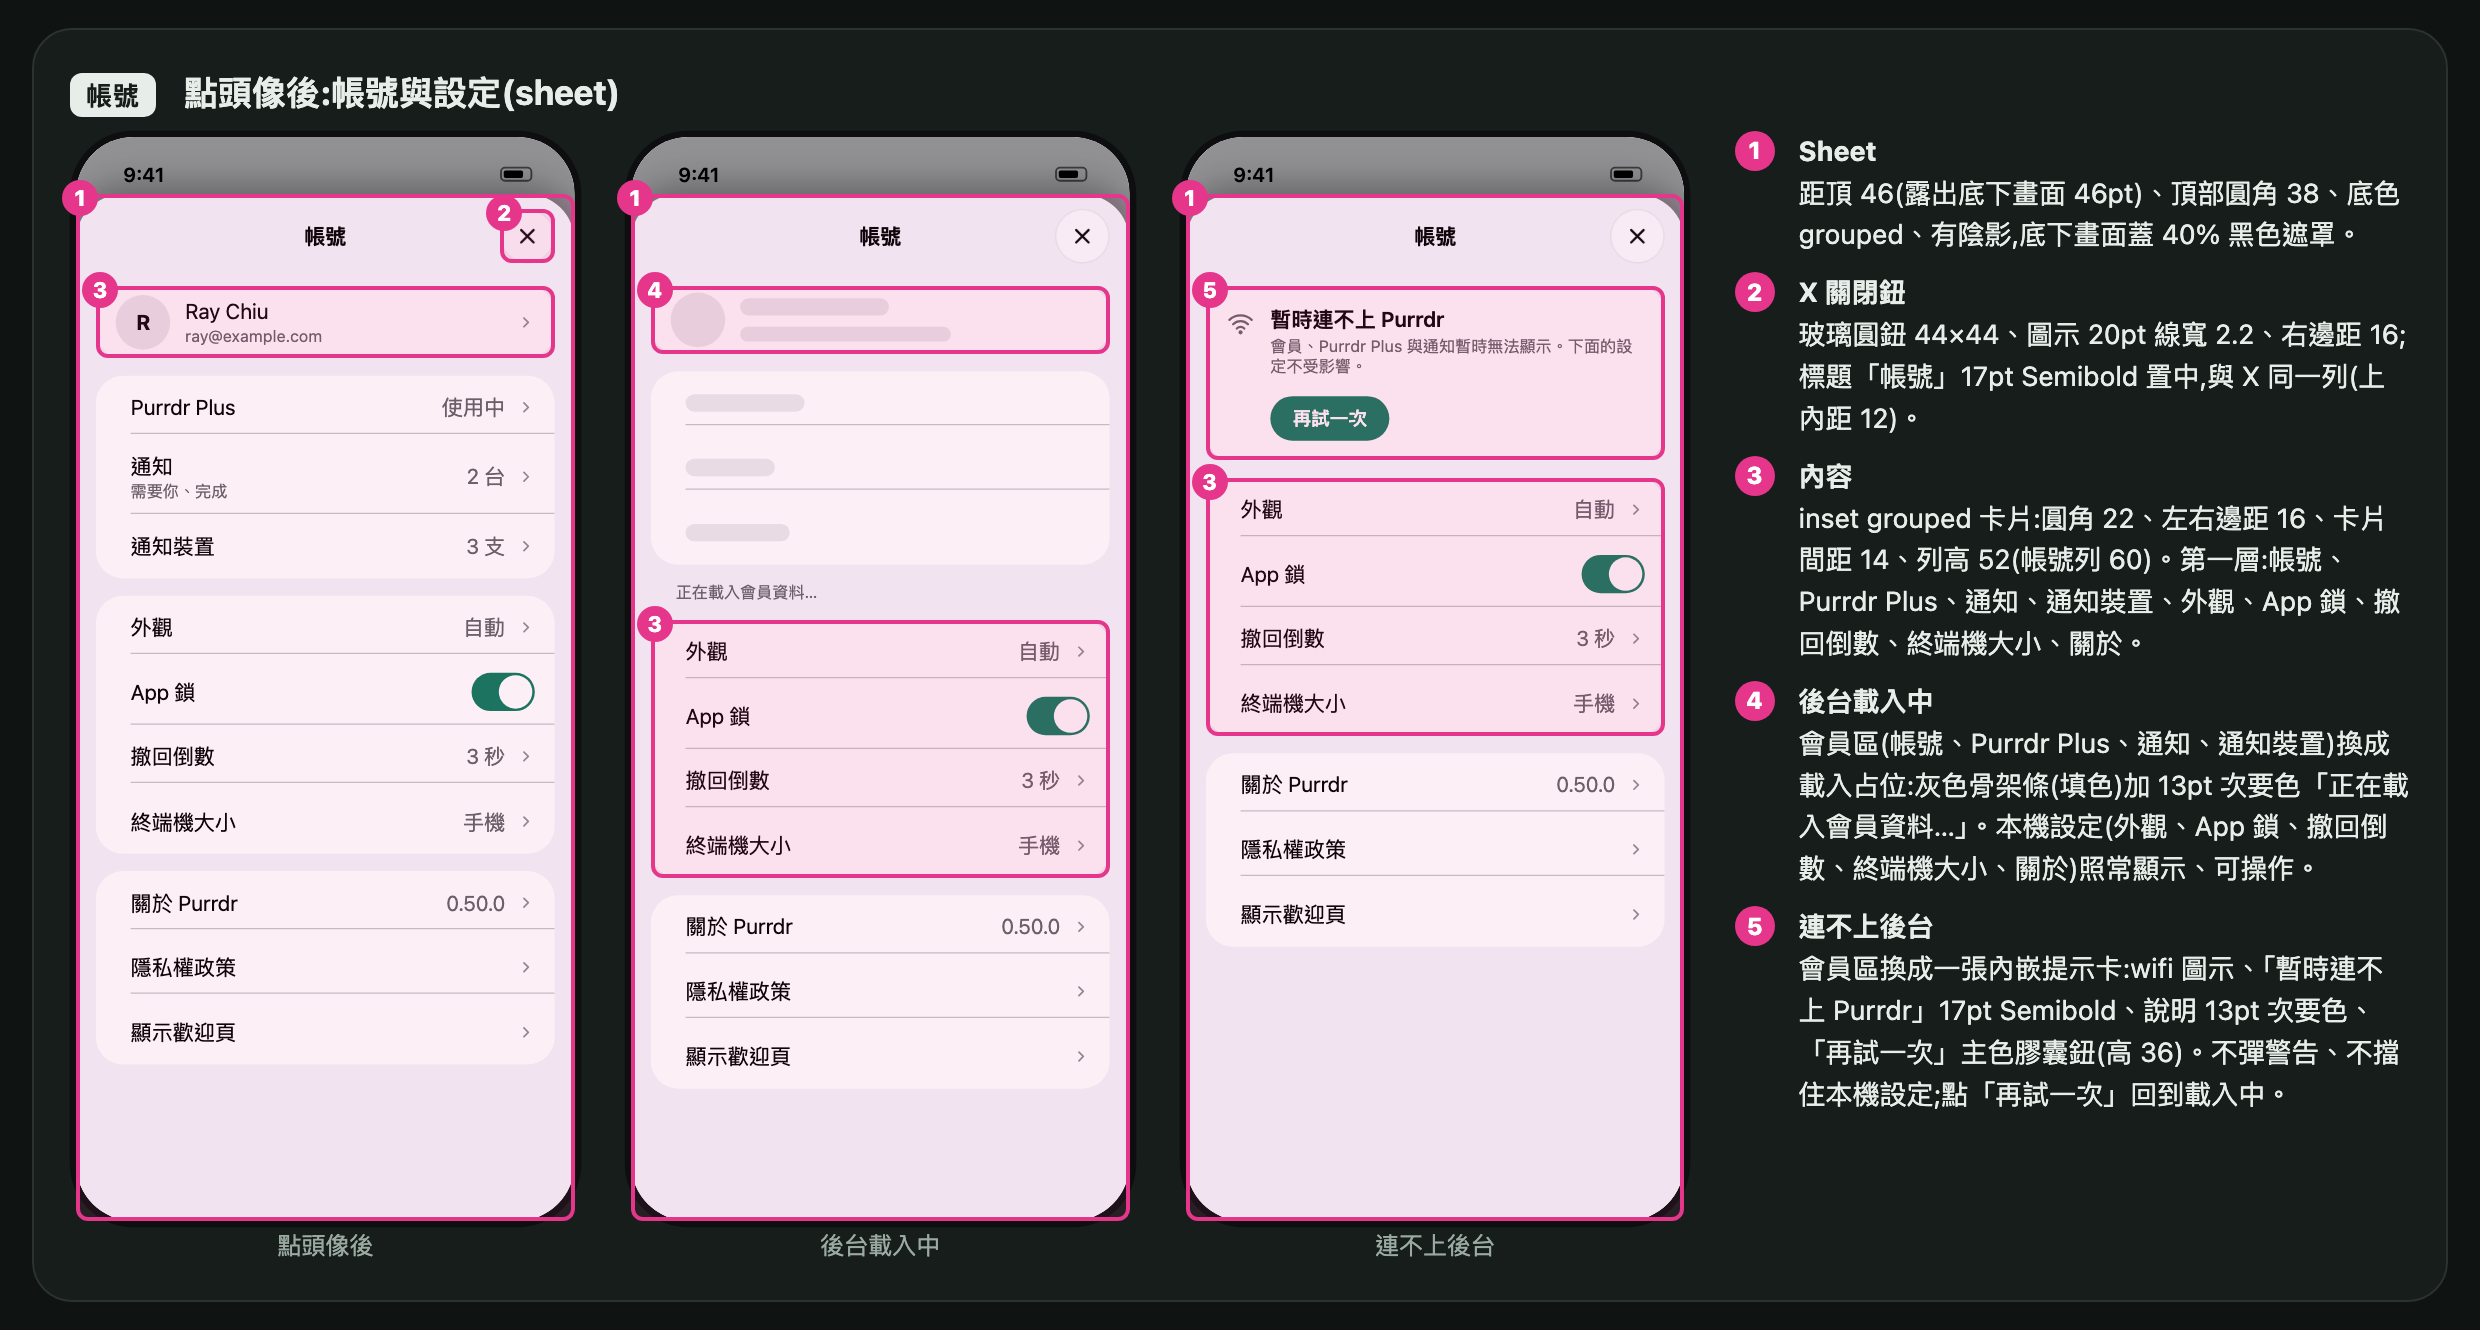 帳號 點頭像後:帳號與設定(sheet)
9:41
1
帳號
2
3
R
Ray Chiu
ray@example.com
Purrdr Plus 使用中
通知 2 台
需要你、完成
通知裝置 3 支
外觀 自動
App 鎖
撤回倒數 3 秒
終端機大小 手機
關於 Purrdr 0.50.0
隱私權政策
顯示歡迎頁
點頭像後
9:41
1
帳號
4
正在載入會員資料...
3
外觀 自動
App 鎖
撤回倒數 3 秒
終端機大小 手機
關於 Purrdr 0.50.0
隱私權政策
顯示歡迎頁
後台載入中
9:41
1
帳號
5
暫時連不上 Purrdr
會員、Purrdr Plus 與通知暫時無法顯示。下面的設
定不受影響。
再試一次
3
外觀 自動
App 鎖
撤回倒數 3 秒
終端機大小 手機
關於 Purrdr 0.50.0
隱私權政策
顯示歡迎頁
連不上後台
1 Sheet
距頂 46(露出底下畫面 46pt)、頂部圓角 38、底色
grouped、有陰影,底下畫面蓋 40% 黑色遮罩。
2 X 關閉鈕
玻璃圓鈕 44×44、圖示 20pt 線寬 2.2、右邊距 16;
標題「帳號」17pt Semibold 置中,與 X 同一列(上
內距 12)。
3 內容
inset grouped 卡片:圓角 22、左右邊距 16、卡片
間距 14、列高 52(帳號列 60)。第一層:帳號、
Purrdr Plus、通知、通知裝置、外觀、App 鎖、撤
回倒數、終端機大小、關於。
4 後台載入中
會員區(帳號、Purrdr Plus、通知、通知裝置)換成
載入占位:灰色骨架條(填色)加 13pt 次要色「正在載
入會員資料...」。本機設定(外觀、App 鎖、撤回倒
數、終端機大小、關於)照常顯示、可操作。
5 連不上後台
會員區換成一張內嵌提示卡:wifi 圖示、「暫時連不
上 Purrdr」17pt Semibold、說明 13pt 次要色、
「再試一次」主色膠囊鈕(高 36)。不彈警告、不擋
住本機設定;點「再試一次」回到載入中。